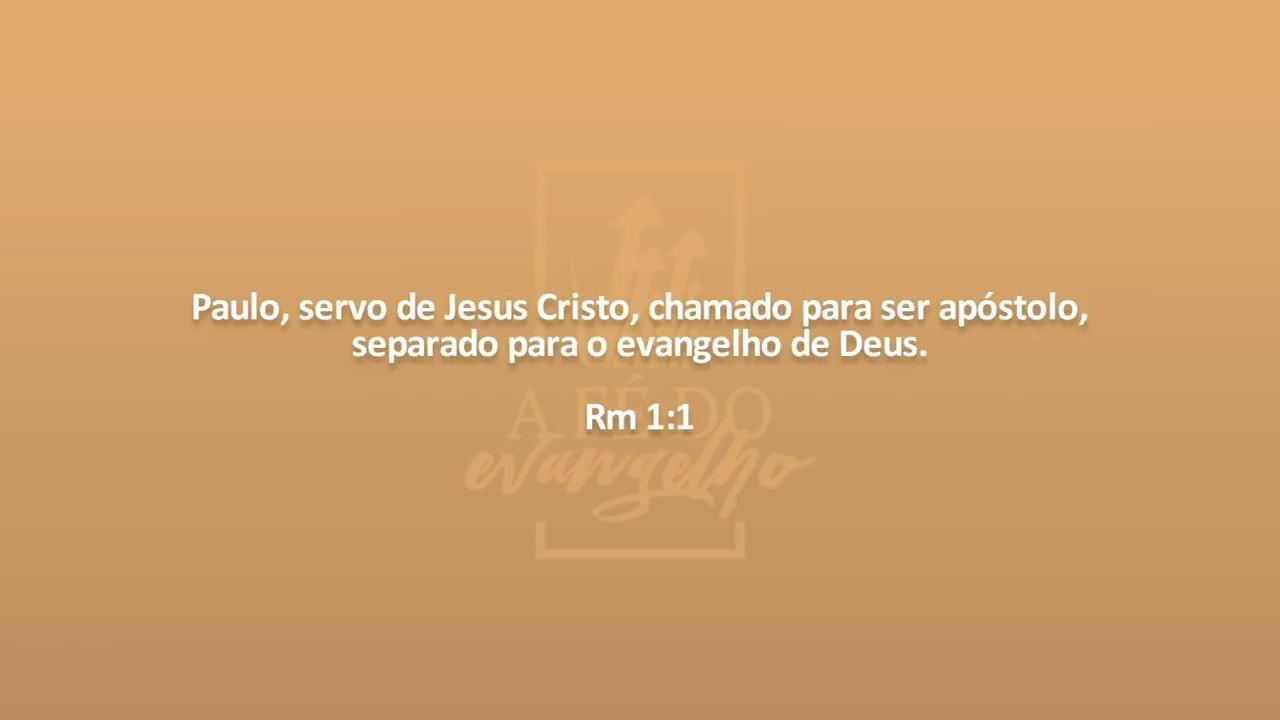 Paulo, servo de Jesus Cristo, chamado para ser apóstolo,
separado para o evangelho de Deus.
Rm 1:1
A FÉ DO
evangelho